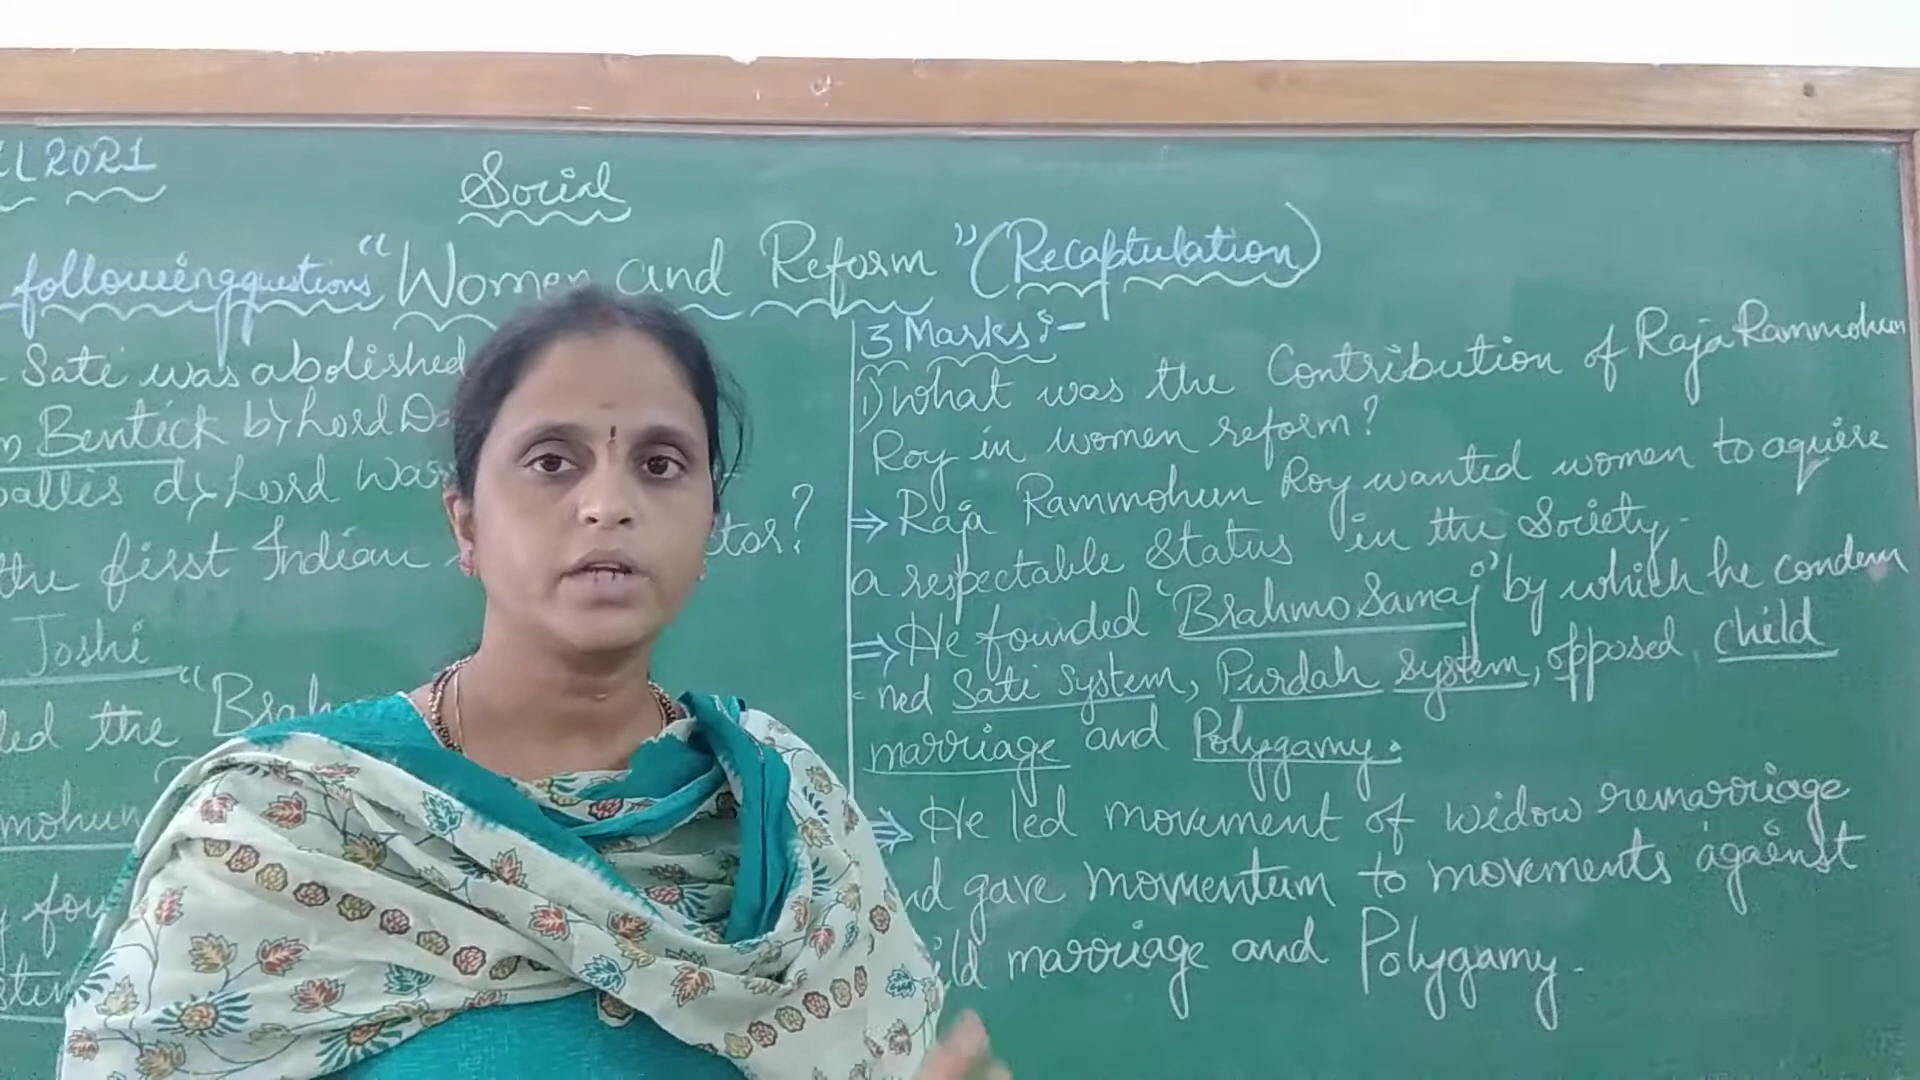 2021
Social
following questions "Women and Reform" (Recaptulation)
Sati was abolished
Bentick b) Lord
d) Lord
the first Indian
Joshi
the "Brah
3 Marks :-
1) What was the Contribution of Raja Rammohun
Roy in women reform?
⇒ Raja Rammohun Roy wanted women to aquire
a respectable status in the Society.
⇒ He founded "Brahmo Samaj" by which he condem
-ned Sati System, Purdah System, opposed child
marriage and Polygamy.
⇒ He led movement of widow remarriage
gave momentum to movements against
marriage and Polygamy.